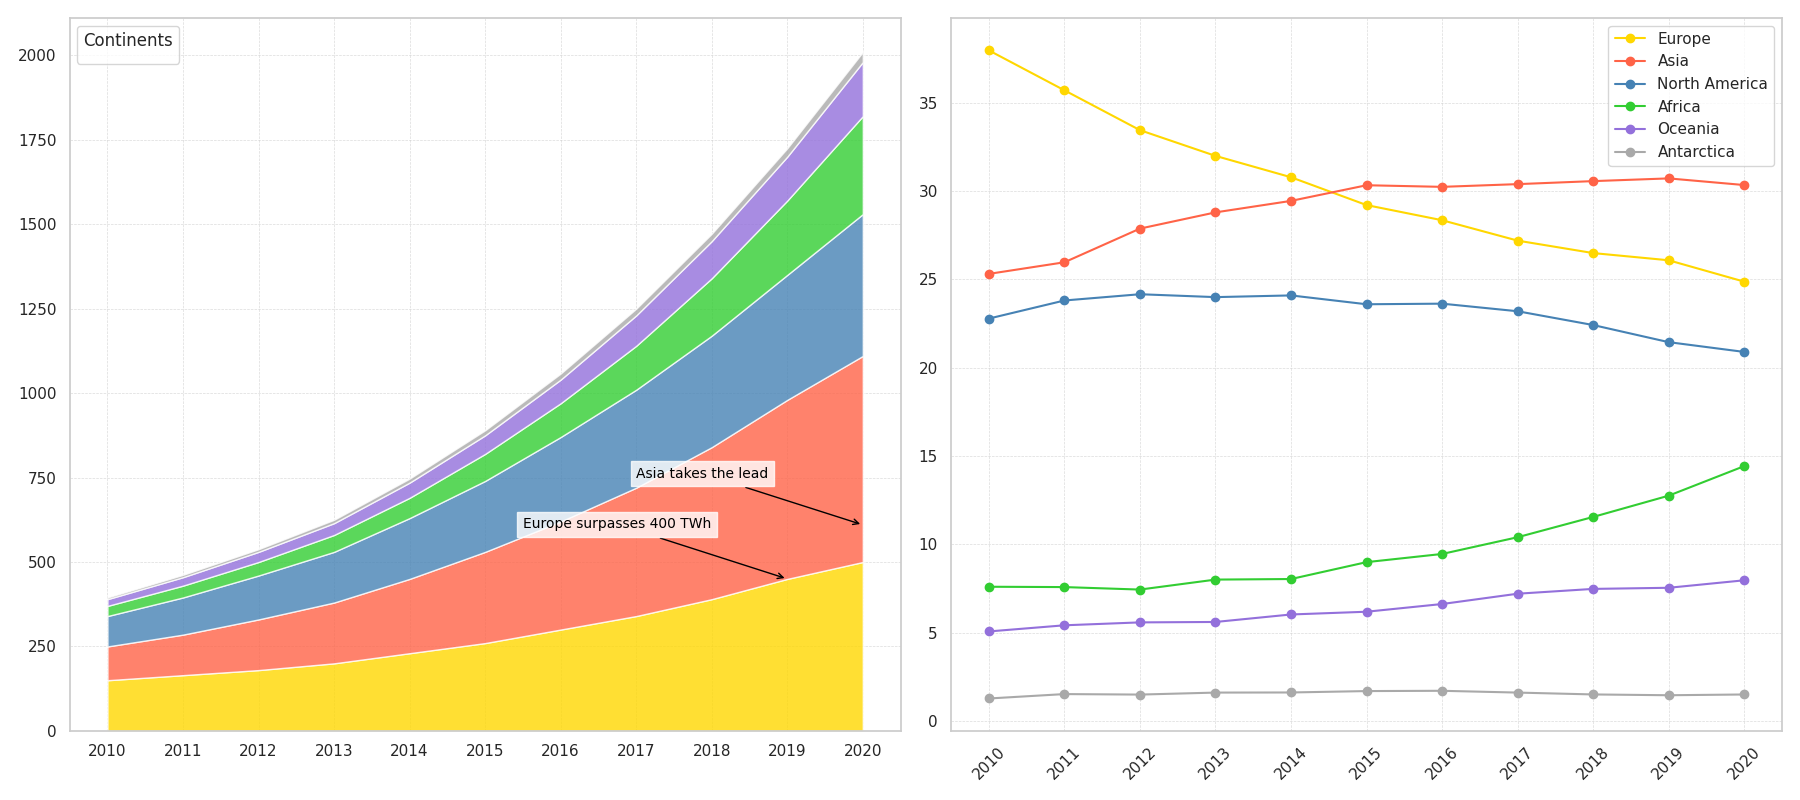 Continents
2000
1750
1500
1250
1000
750
500
250
0
Asia takes the lead
Europe surpasses 400 TWh
2010 2011 2012 2013 2014 2015 2016 2017 2018 2019 2020
Europe
Asia
North America
Africa
Oceania
Antarctica
35
30
25
20
15
10
5
0
2010 2011 2012 2013 2014 2015 2016 2017 2018 2019 2020